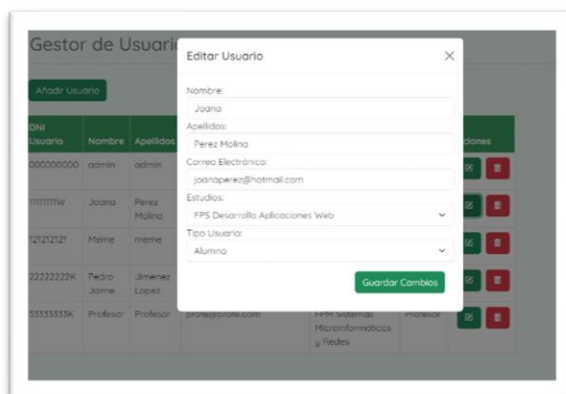 Gestor de Usuari
Añadir Usuario
Editar Usuario
Nombre:
Joana
Apellidos:
Perez Molina
Correo Electrónico:
joanaperez@hotmail.com
Estudios:
FPS Desarrollo Aplicaciones Web
Tipo Usuario:
Alumno
Guardar Cambios
DNI Usuario Nombre Apellidos ciones
000000000 admin admin
11111111W Joana Perez Molina
12121212f Meme meme
22222222K Pedro Jaime Jimenez Lopez
33333333K Profesor Profesor profe@profe.com FPM Sistemas Microinformáticos y Redes Profesor